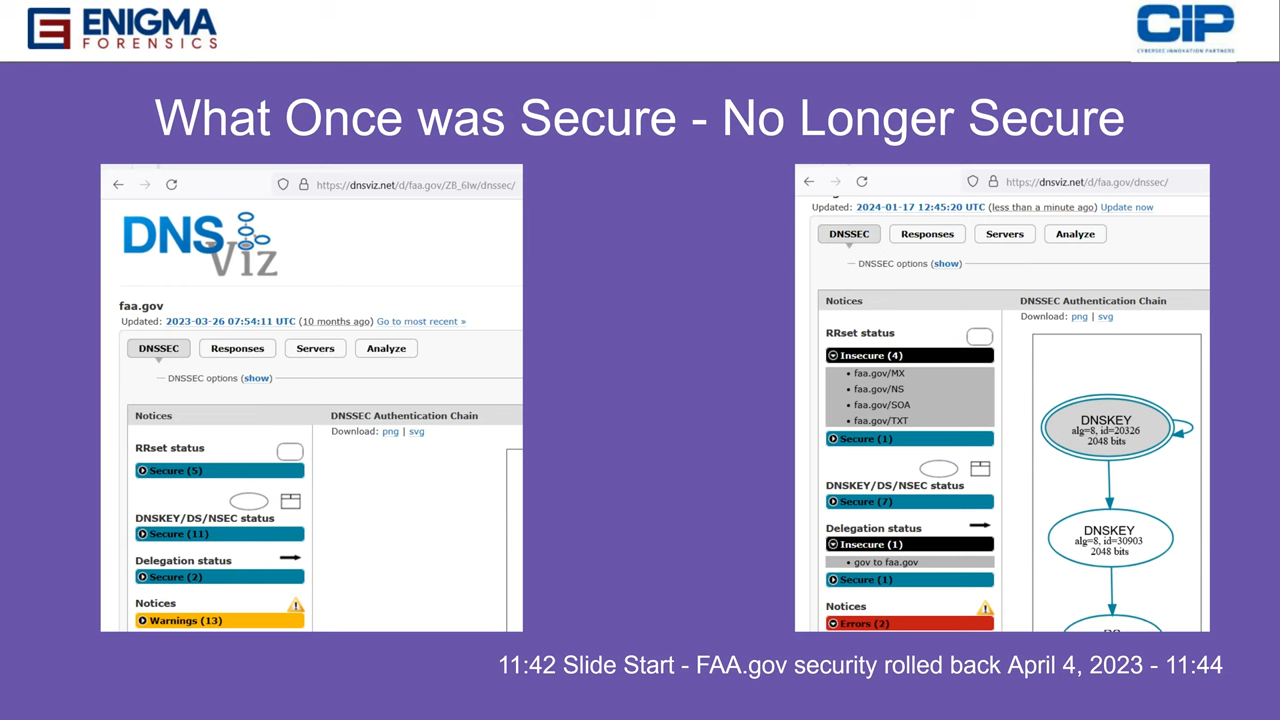 ENIGMA
FORENSICS
CIP
CYBERSEC INNOVATION PARTNERS
What Once was Secure - No Longer Secure
https://dnsviz.net/d/faa.gov/ZB_6Iw/dnssec/
DNS
Viz
faa.gov
Updated: 2023-03-26 07:54:11 UTC (10 months ago) Go to most recent »
DNSSEC Responses Servers Analyze
DNSSEC options (show)
Notices DNSSEC Authentication Chain
Download: png | svg
RRset status
Secure (5)
DNSKEY/DS/NSEC status
Secure (11)
Delegation status
Secure (2)
Notices
Warnings (13)
https://dnsviz.net/d/faa.gov/dnssec/
Updated: 2024-01-17 12:45:20 UTC (less than a minute ago) Update now
DNSSEC Responses Servers Analyze
DNSSEC options (show)
Notices DNSSEC Authentication Chain
Download: png | svg
RRset status
Insecure (4)
• faa.gov/MX
• faa.gov/NS
• faa.gov/SOA
• faa.gov/TXT
Secure (1)
DNSKEY/DS/NSEC status
Secure (7)
Delegation status
Insecure (1)
• gov to faa.gov
Secure (1)
Notices
Errors (2)
DNSKEY
alg=8, id=20326
2048 bits
DNSKEY
alg=8, id=30903
2048 bits
11:42 Slide Start - FAA.gov security rolled back April 4, 2023 - 11:44